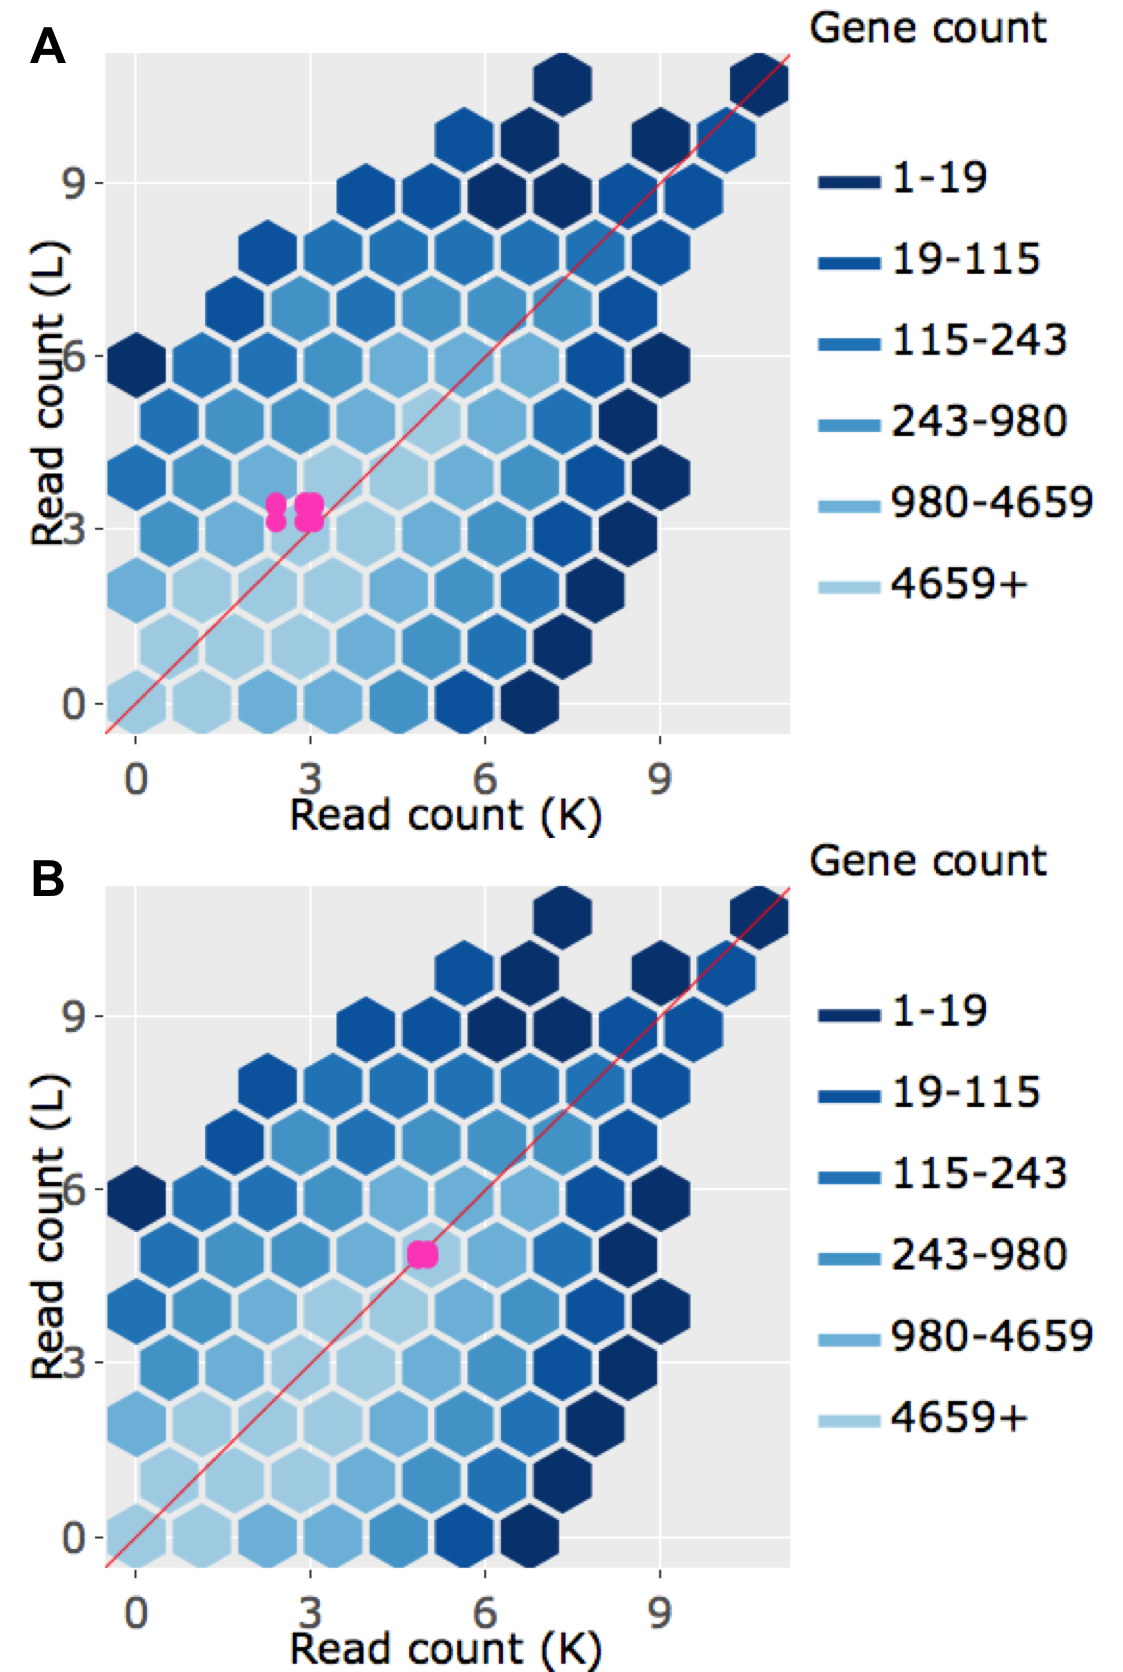 A
Gene count
1-19
19-115
115-243
243-980
980-4659
4659+
Read count (L)
9
6
3
0
0 3 6 9
Read count (K)
B
Gene count
1-19
19-115
115-243
243-980
980-4659
4659+
Read count (L)
9
6
3
0
0 3 6 9
Read count (K)